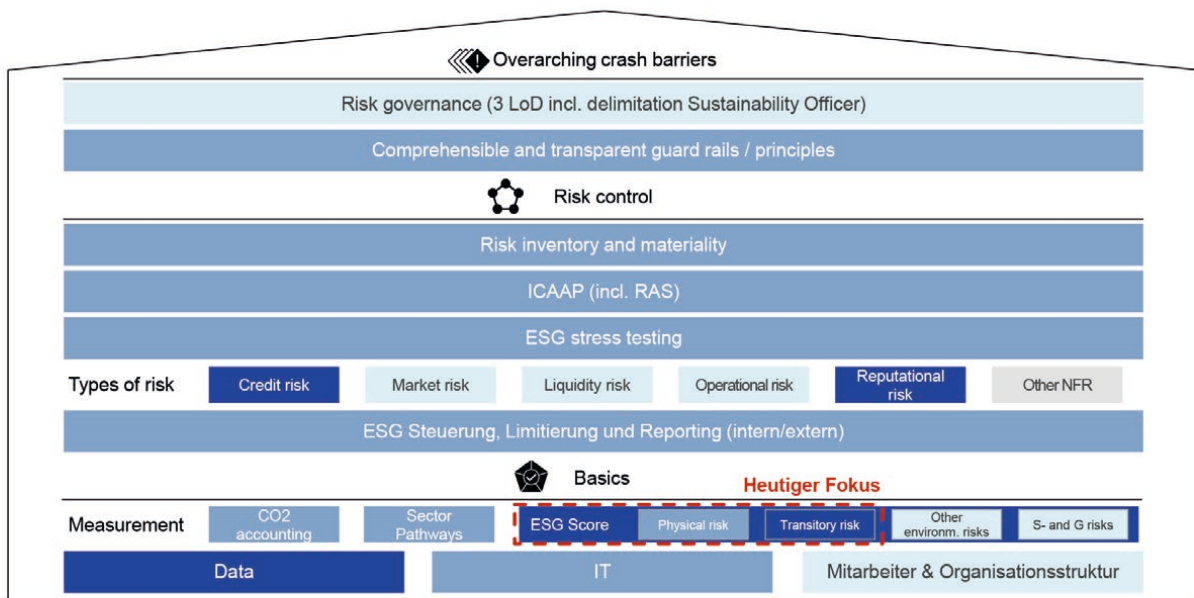 Overarching crash barriers
Risk governance (3 LoD incl. delimitation Sustainability Officer)
Comprehensible and transparent guard rails / principles
Risk control
Risk inventory and materiality
ICAAP (incl. RAS)
ESG stress testing
Types of risk
Credit risk
Market risk
Liquidity risk
Operational risk
Reputational
risk
Other NFR
ESG Steuerung, Limitierung und Reporting (intern/extern)
Basics
Heutiger Fokus
Measurement
CO2
accounting
Sector
Pathways
ESG Score
Physical risk
Transitory risk
Other
environm. risks
S- and G risks
Data
IT
Mitarbeiter & Organisationsstruktur